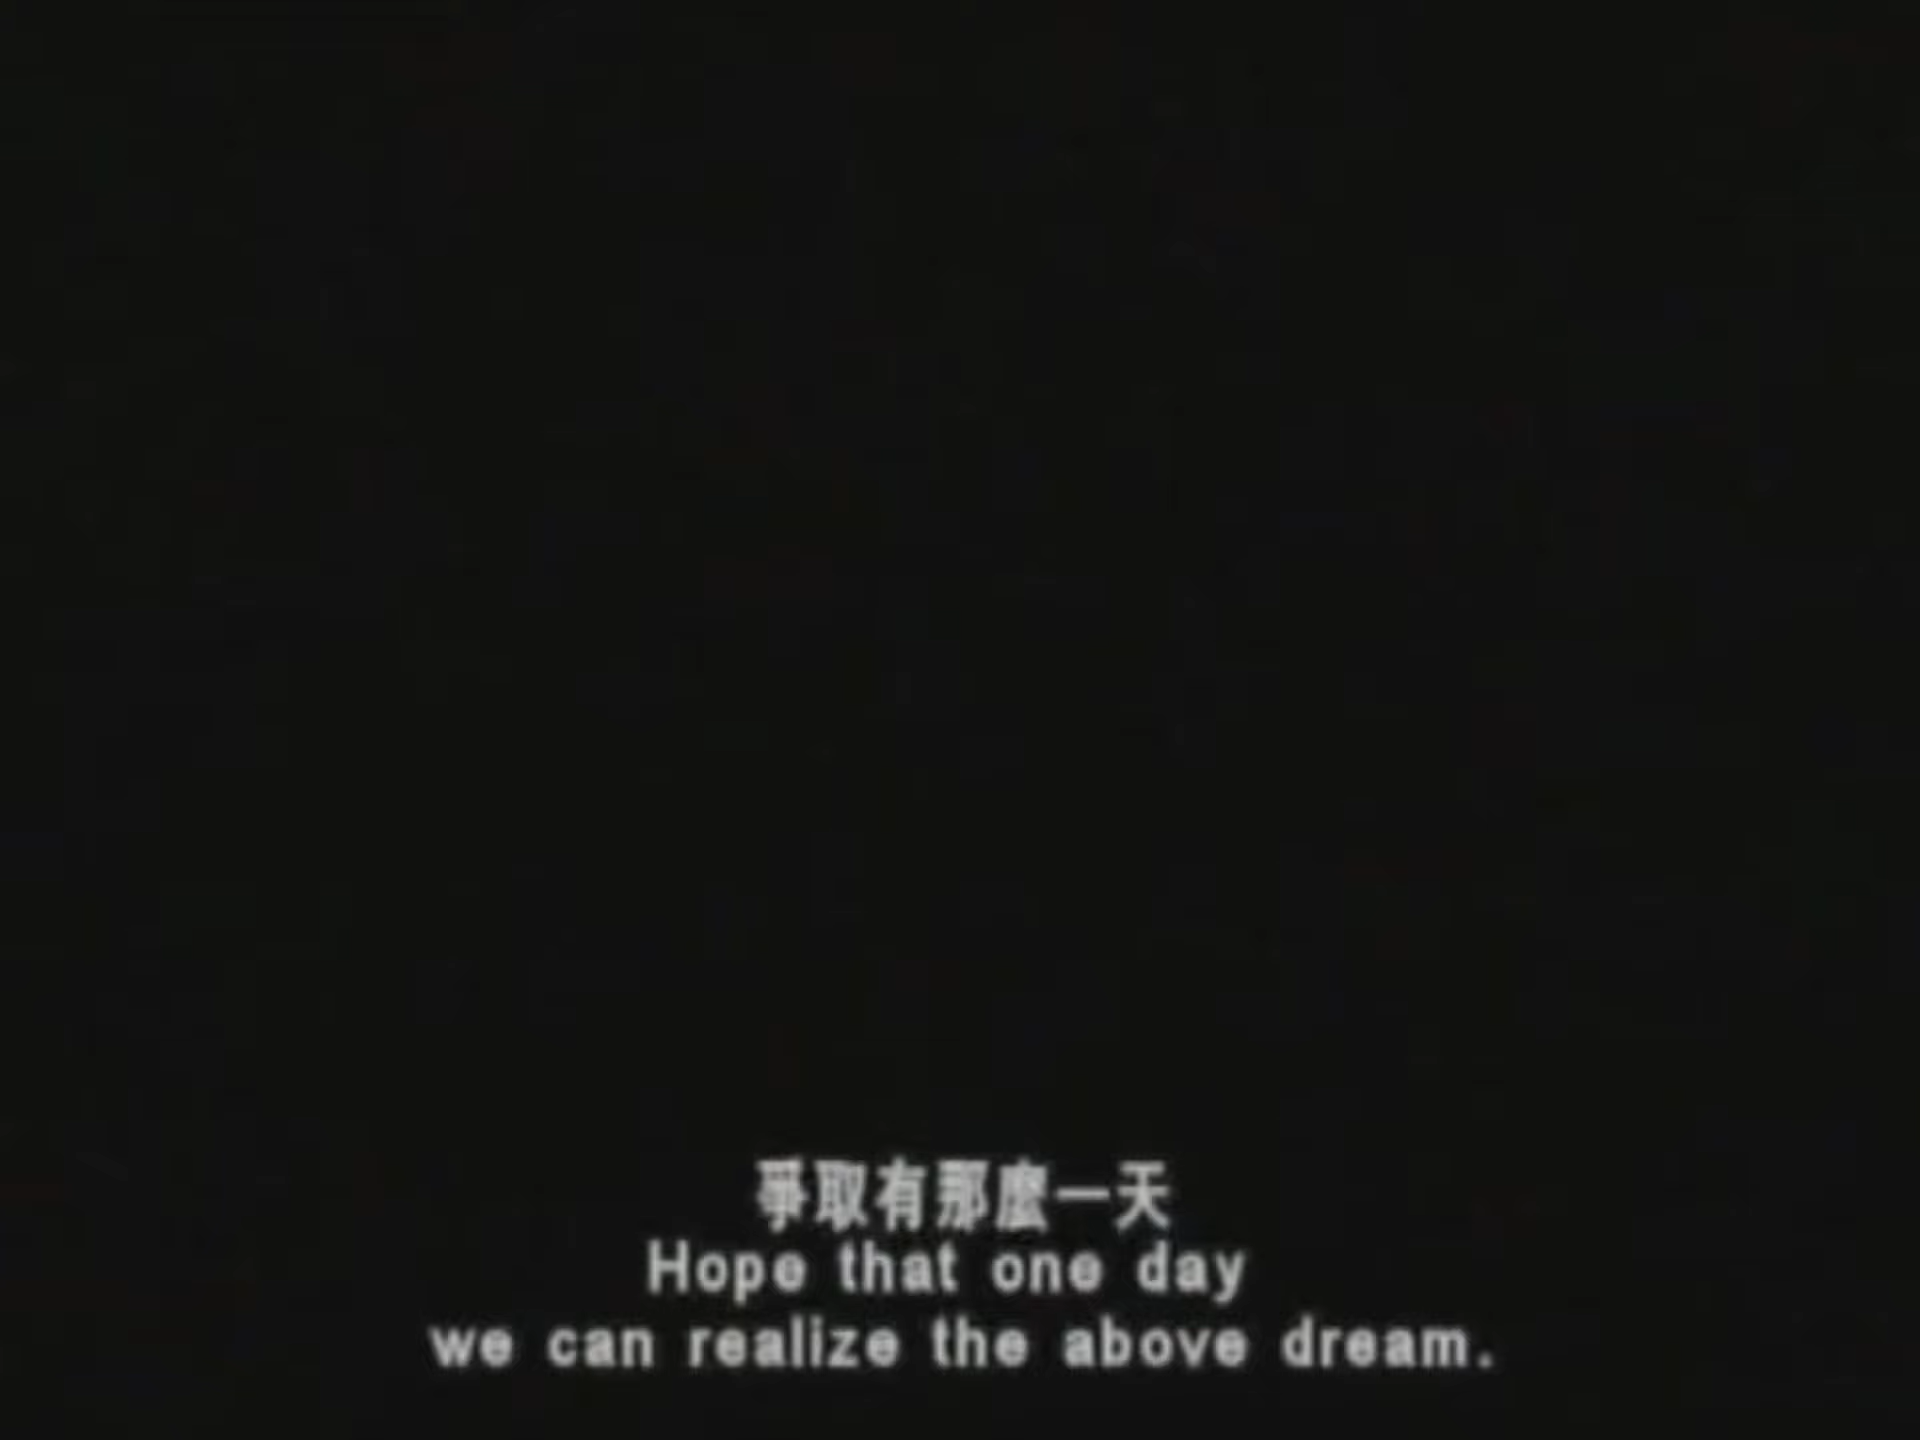 爭取有那麼一天
Hope that one day
we can realize the above dream.